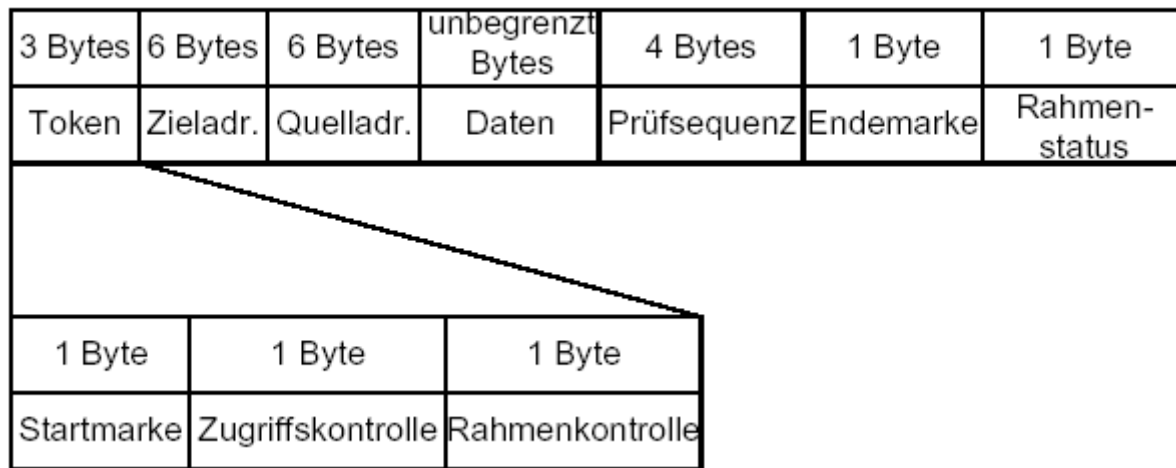 3 Bytes 6 Bytes 6 Bytes unbegrenzt Bytes 4 Bytes 1 Byte 1 Byte
Token Zieladr. Quelladr. Daten Prüfsequenz Endemarke Rahmen-
status
1 Byte 1 Byte 1 Byte
Startmarke Zugriffskontrolle Rahmenkontrolle